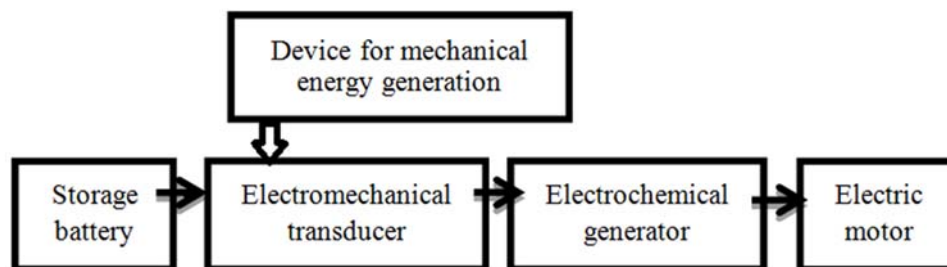 Device for mechanical
energy generation
Storage
battery
Electromechanical
transducer
Electrochemical
generator
Electric
motor